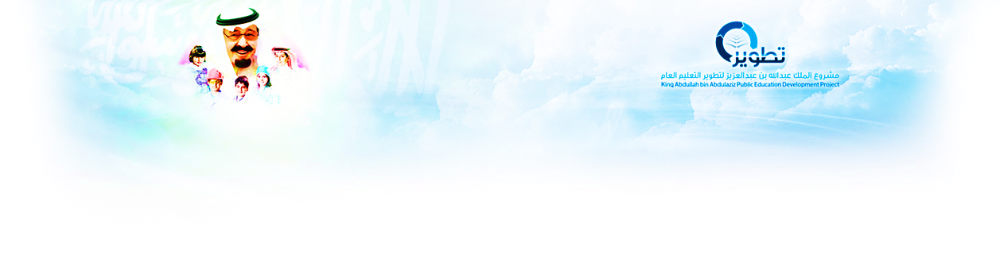 تطوير
مشروع الملك عبدالله بن عبدالعزيز لتطوير التعليم العام
King Abdullah bin Abdulaziz Public Education Development Project